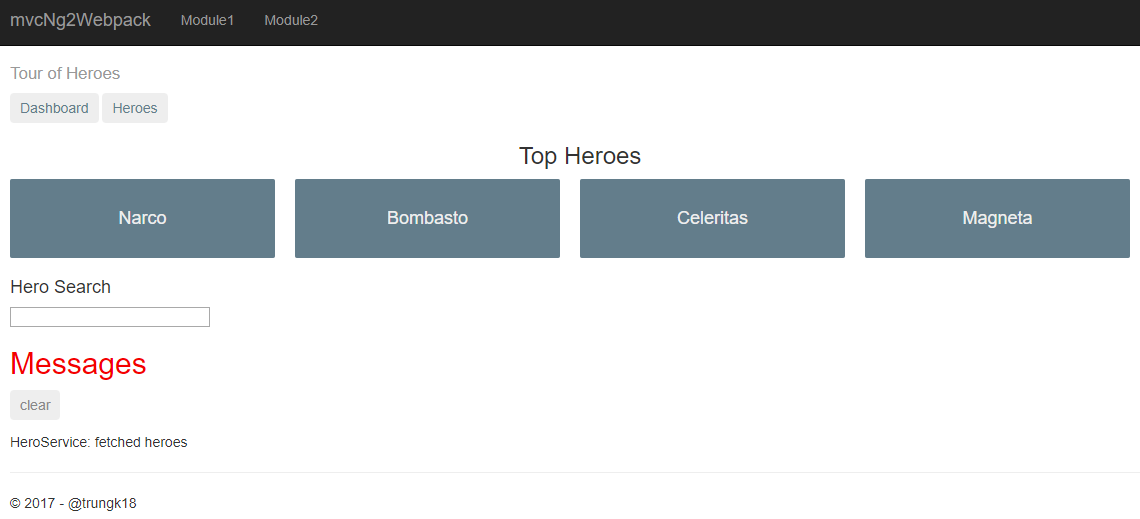 mvcNg2Webpack Module1 Module2
Tour of Heroes
Dashboard Heroes
Top Heroes
Narco Bombasto Celeritas Magneta
Hero Search
Messages
clear
HeroService: fetched heroes
© 2017 - @trungk18